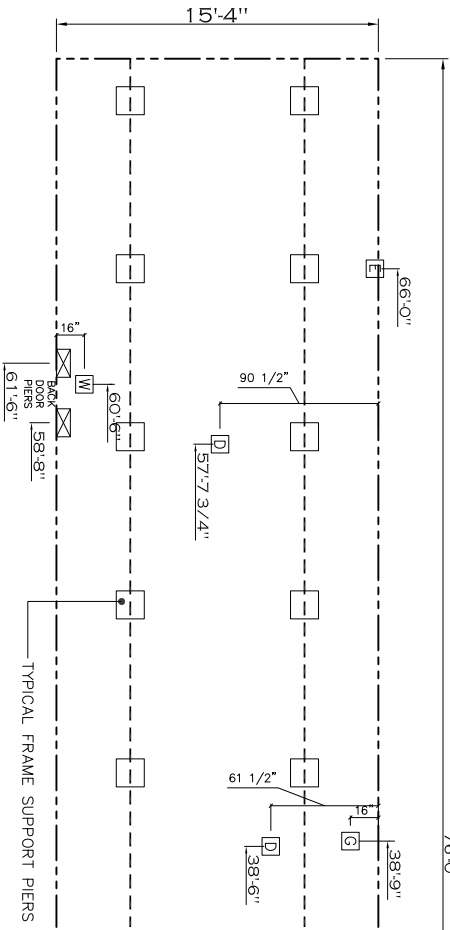 15'-4"
E
66'-0"
16"
W
60'-6"
BACK
DOOR
PIERS
61'-6"
58'-8"
90 1/2"
D
57'-7 3/4"
TYPICAL FRAME SUPPORT PIERS
61 1/2"
16"
G
38'-9"
D
38'-6"